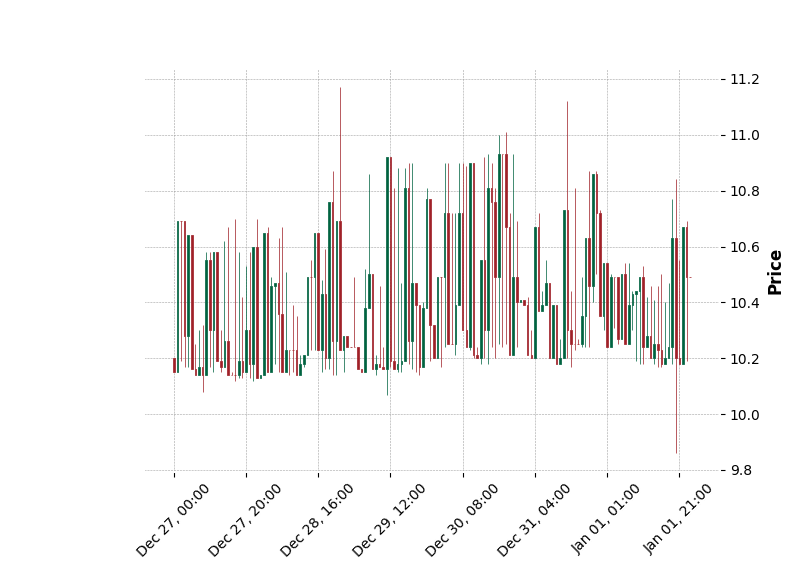 11.2
11.0
10.8
10.6
10.4
10.2
10.0
9.8
Price
Dec 27, 00:00
Dec 27, 20:00
Dec 28, 16:00
Dec 29, 12:00
Dec 30, 08:00
Dec 31, 04:00
Jan 01, 01:00
Jan 01, 21:00